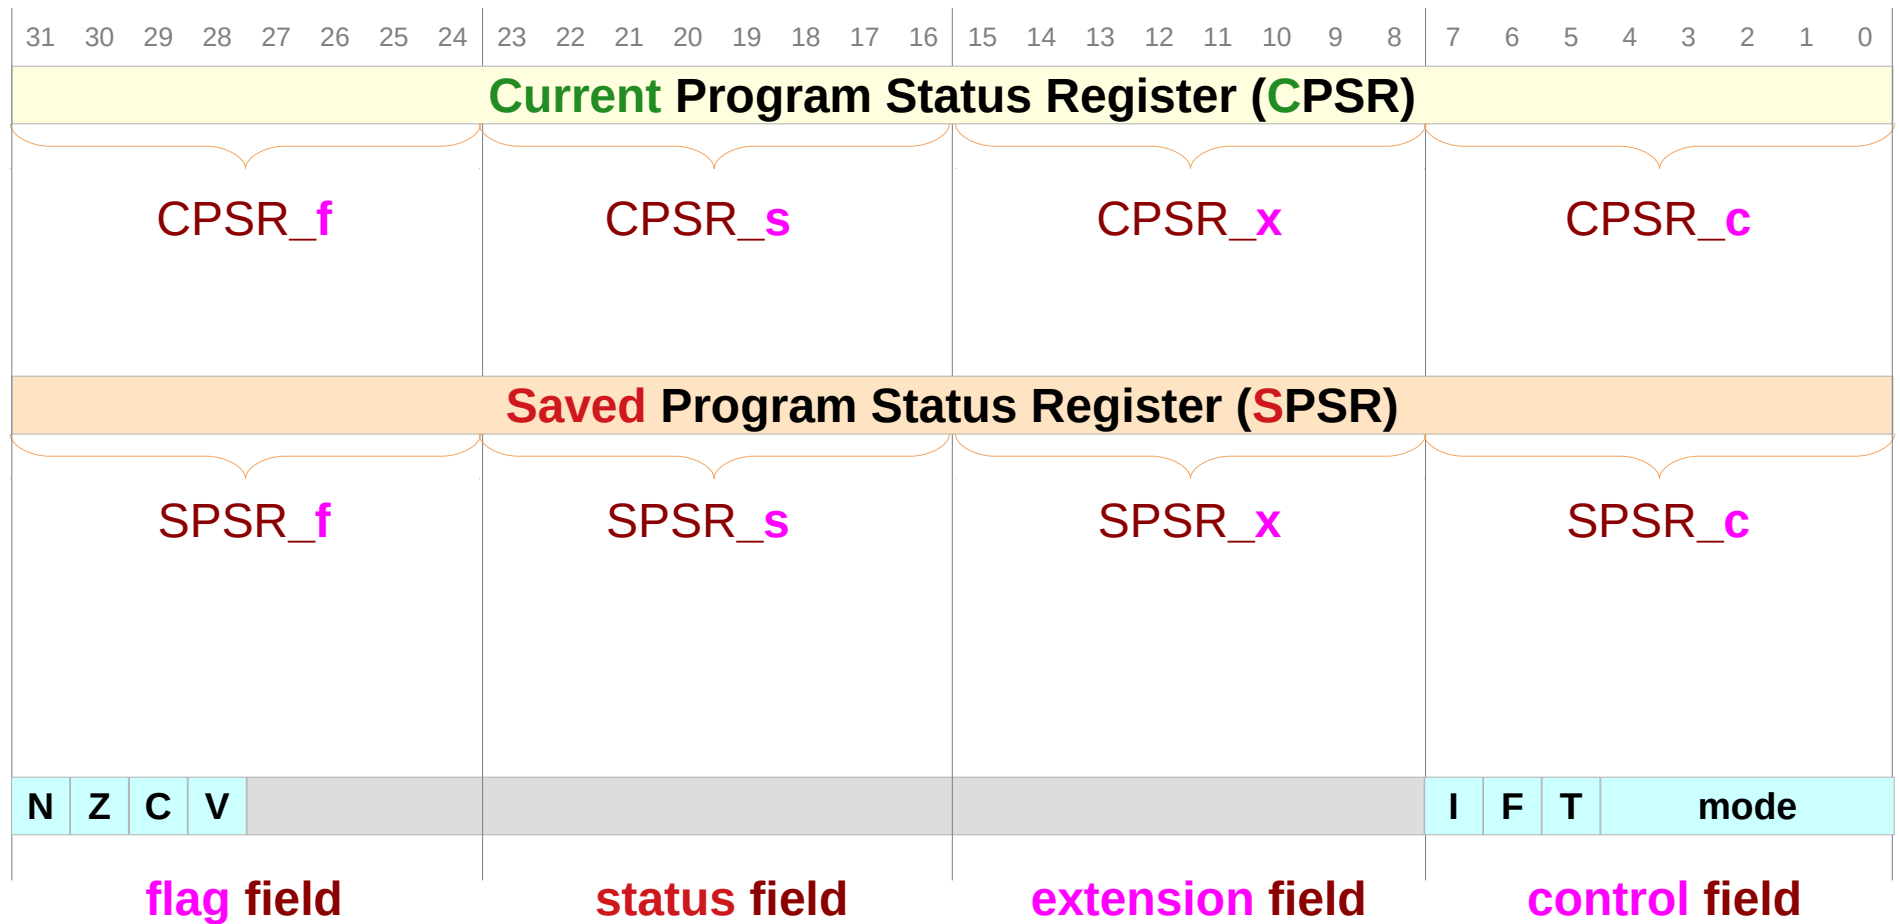 31 30 29 28 27 26 25 24 23 22 21 20 19 18 17 16 15 14 13 12 11 10 9 8 7 6 5 4 3 2 1 0
Current Program Status Register (CPSR)
CPSR_f CPSR_s CPSR_x CPSR_c
Saved Program Status Register (SPSR)
SPSR_f SPSR_s SPSR_x SPSR_c
N Z C V I F T mode
flag field status field extension field control field